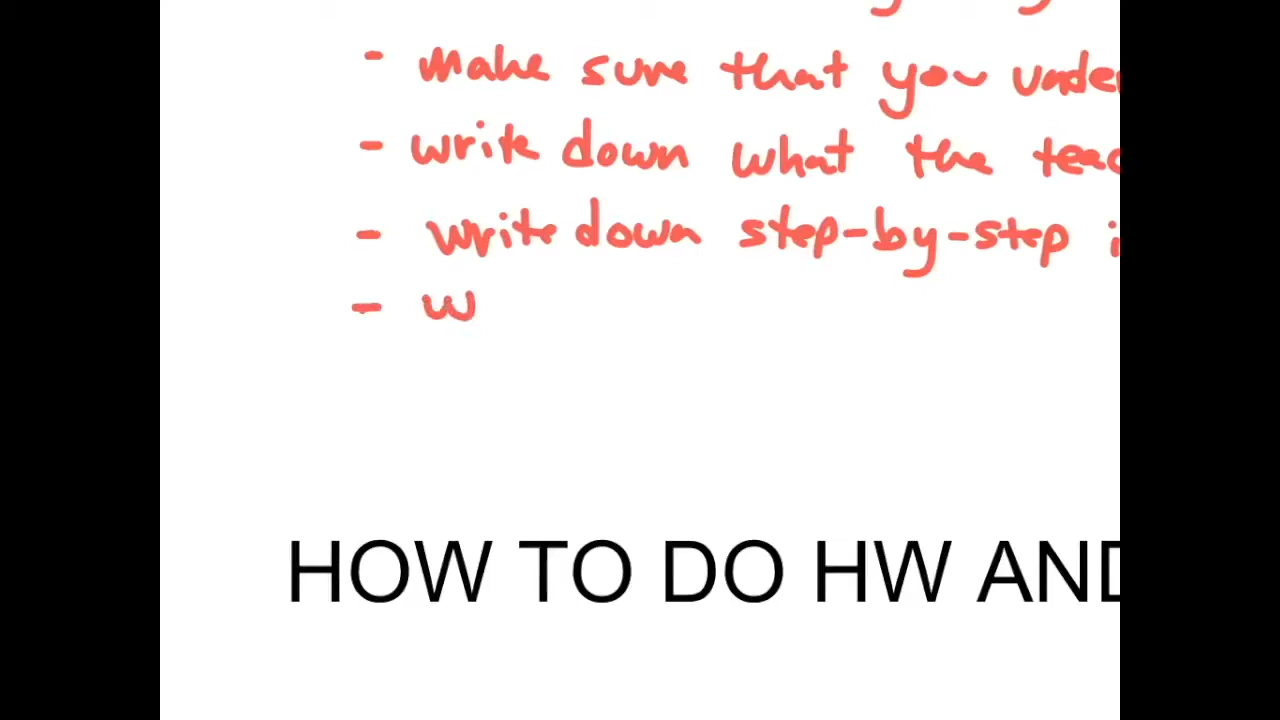 - make sure that you under
- write down what the teac
- write down step-by-step i
- w
HOW TO DO HW AND